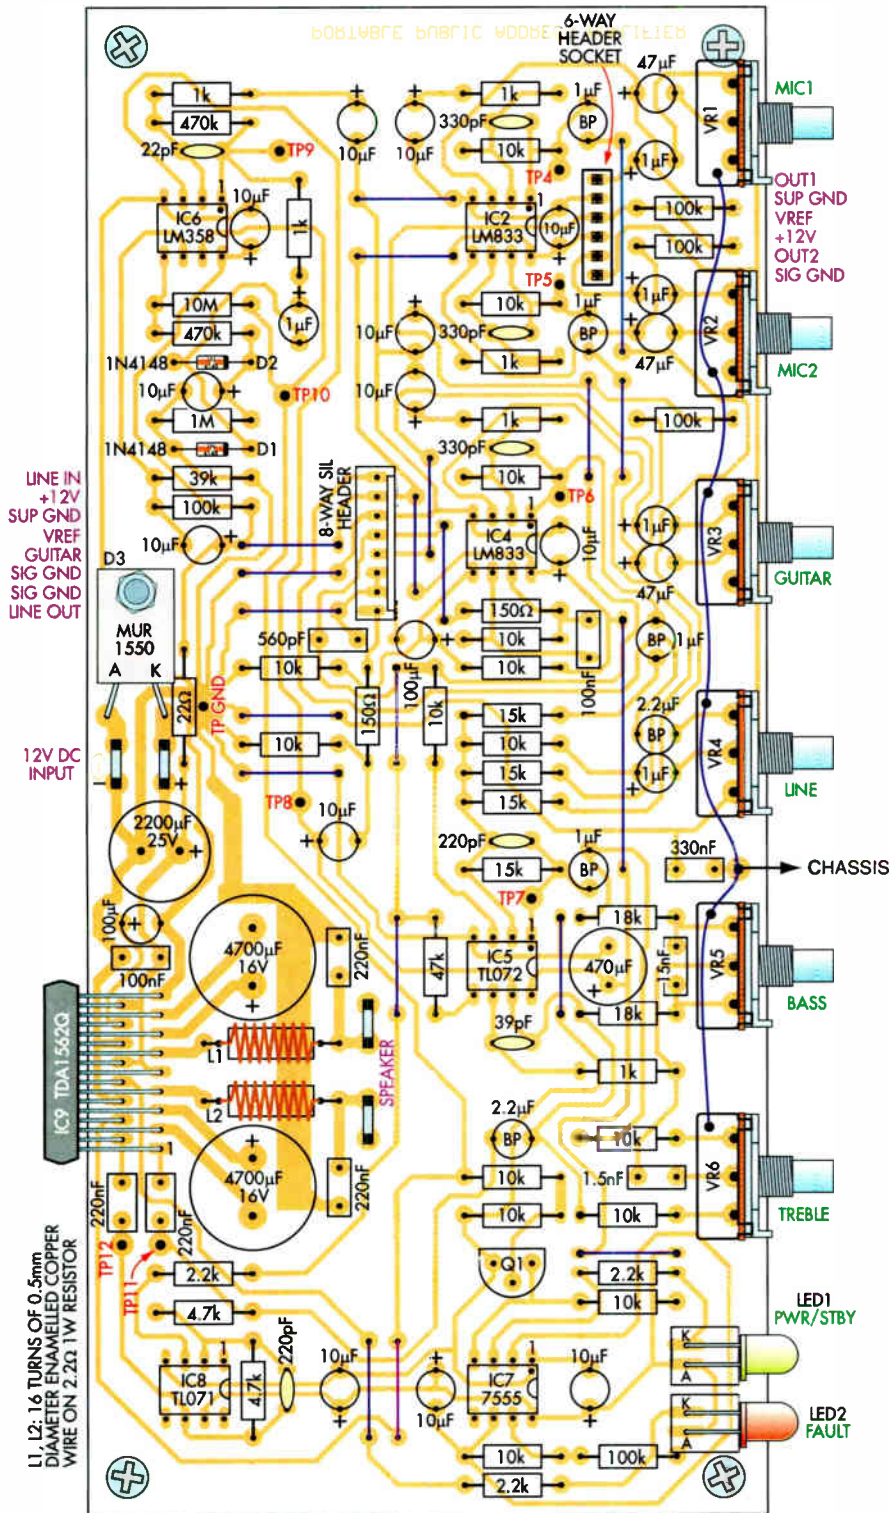 PORTABLE PUBLIC ADDRESS AMPLIFIER
6-WAY
HEADER
SOCKET
1k
470k
22pF
TP9
10µF
10µF
1k
330pF
10k
1µF
BP
TP4
47µF
1µF
VR1
MIC1
OUT1
SUP GND
VREF
+12V
OUT2
SIG GND
1
IC6
LM358
10µF
1k
1
IC2
LM833
10µF
100k
100k
TP5
10M
470k
1µF
10µF
10k
330pF
1k
1µF
BP
1µF
47µF
VR2
MIC2
1N4148
D2
10µF
TP10
10µF
1M
1N4148
D1
1k
330pF
10k
100k
LINE IN
+12V
SUP GND
VREF
GUITAR
SIG GND
SIG GND
LINE OUT
39k
100k
10µF
8-WAY SIL
HEADER
TP6
1
IC4
LM833
10µF
1µF
47µF
VR3
GUITAR
D3
MUR
1550
A K
560pF
10k
100µF
150Ω
10k
10k
100nF
BP
1µF
22Ω
TP GND
150Ω
10k
10k
15k
10k
15k
15k
2.2µF
BP
1µF
VR4
LINE
12V DC
INPUT
–
+
TP8
10µF
2200µF
25V
220pF
15k
1µF
BP
330nF
CHASSIS
TP7
100µF
100nF
4700µF
16V
220nF
47k
1
IC5
TL072
18k
470µF
15nF
18k
VR5
BASS
39pF
IC9 TDA1562Q
1
L1
L2
SPEAKER
1k
2.2µF
BP
10k
4700µF
16V
220nF
10k
1.5nF
VR6
220nF
220nF
10k
10k
TREBLE
TP12
TP11
Q1
2.2k
2.2k
10k
4.7k
LED1
PWR/STBY
K
A
L1, L2: 16 TURNS OF 0.5mm
DIAMETER ENAMELLED COPPER
WIRE ON 2.2Ω 1W RESISTOR
1
IC8
TL071
4.7k
220pF
10µF
10µF
1
IC7
7555
10µF
LED2
FAULT
K
A
10k
100k
2.2k